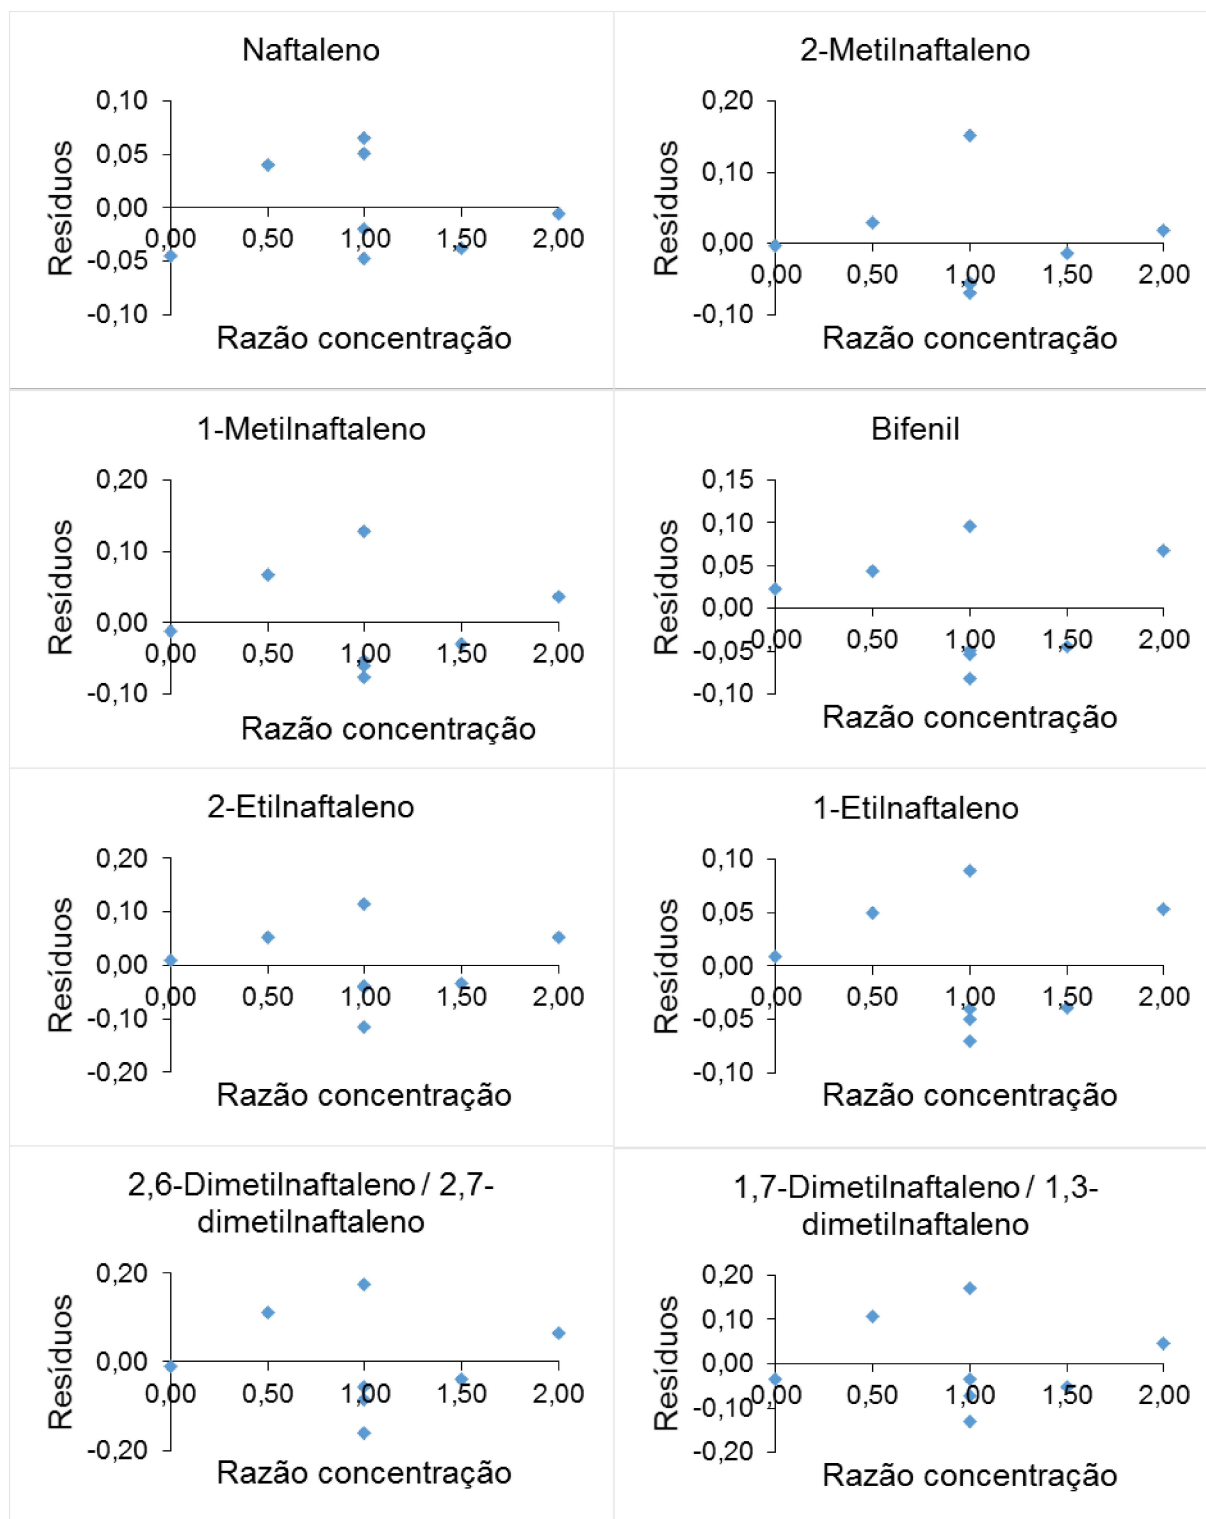 Naftaleno
0,10
0,05
0,00
-0,05
-0,10
0,00 0,50 1,00 1,50 2,00
Resíduos
Razão concentração
2-Metilnaftaleno
0,20
0,10
0,00
-0,10
0,00 0,50 1,00 1,50 2,00
Resíduos
Razão concentração
1-Metilnaftaleno
0,20
0,10
0,00
-0,10
0,00 0,50 1,00 1,50 2,00
Resíduos
Razão concentração
Bifenil
0,15
0,10
0,05
0,00
-0,05
-0,10
0,00 0,50 1,00 1,50 2,00
Resíduos
Razão concentração
2-Etilnaftaleno
0,20
0,10
0,00
-0,10
-0,20
0,00 0,50 1,00 1,50 2,00
Resíduos
Razão concentração
1-Etilnaftaleno
0,10
0,05
0,00
-0,05
-0,10
0,00 0,50 1,00 1,50 2,00
Resíduos
Razão concentração
2,6-Dimetilnaftaleno / 2,7-
dimetilnaftaleno
0,20
0,00
-0,20
0,00 0,50 1,00 1,50 2,00
Resíduos
Razão concentração
1,7-Dimetilnaftaleno / 1,3-
dimetilnaftaleno
0,20
0,10
0,00
-0,10
-0,20
0,00 0,50 1,00 1,50 2,00
Resíduos
Razão concentração